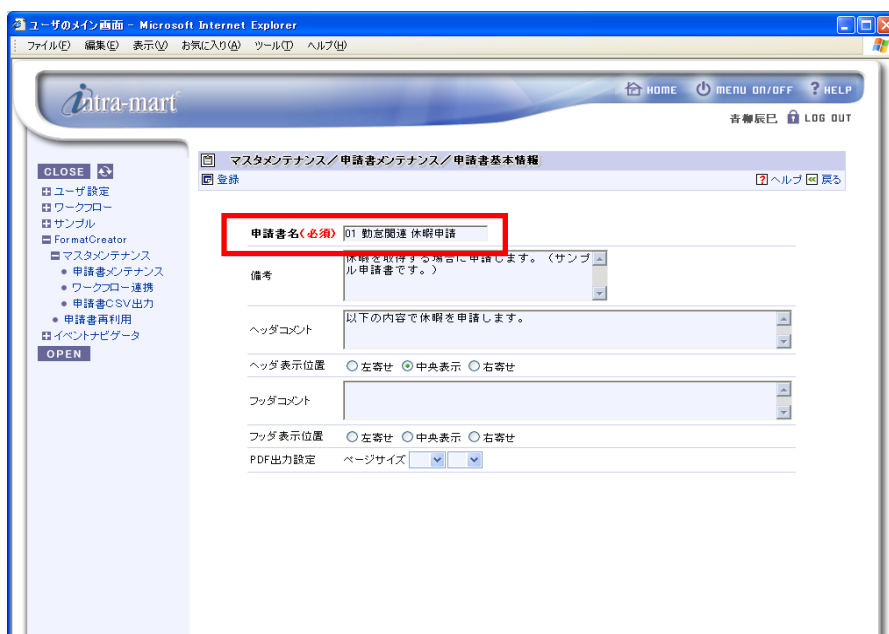 ユーザのメイン画面 - Microsoft Internet Explorer
ファイル(F) 編集(E) 表示(V) お気に入り(A) ツール(T) ヘルプ(H)
intra-mart
HOME MENU ON/OFF ? HELP
青柳辰巳 LOG OUT
マスタメンテナンス/申請書メンテナンス/申請書基本情報
登録
ヘルプ 戻る
CLOSE
ユーザ設定
ワークフロー
サンプル
FormatCreator
マスタメンテナンス
申請書メンテナンス
ワークフロー連携
申請書CSV出力
申請書再利用
イベントナビゲータ
OPEN
申請書名(必須) 01 勤怠関連 休暇申請
備考
休暇を取得する場合に申請します。(サンプ
ル申請書です。)
ヘッダコメント 以下の内容で休暇を申請します。
ヘッダ表示位置 左寄せ 中央表示 右寄せ
フッダコメント
フッダ表示位置 左寄せ 中央表示 右寄せ
PDF出力設定 ページサイズ